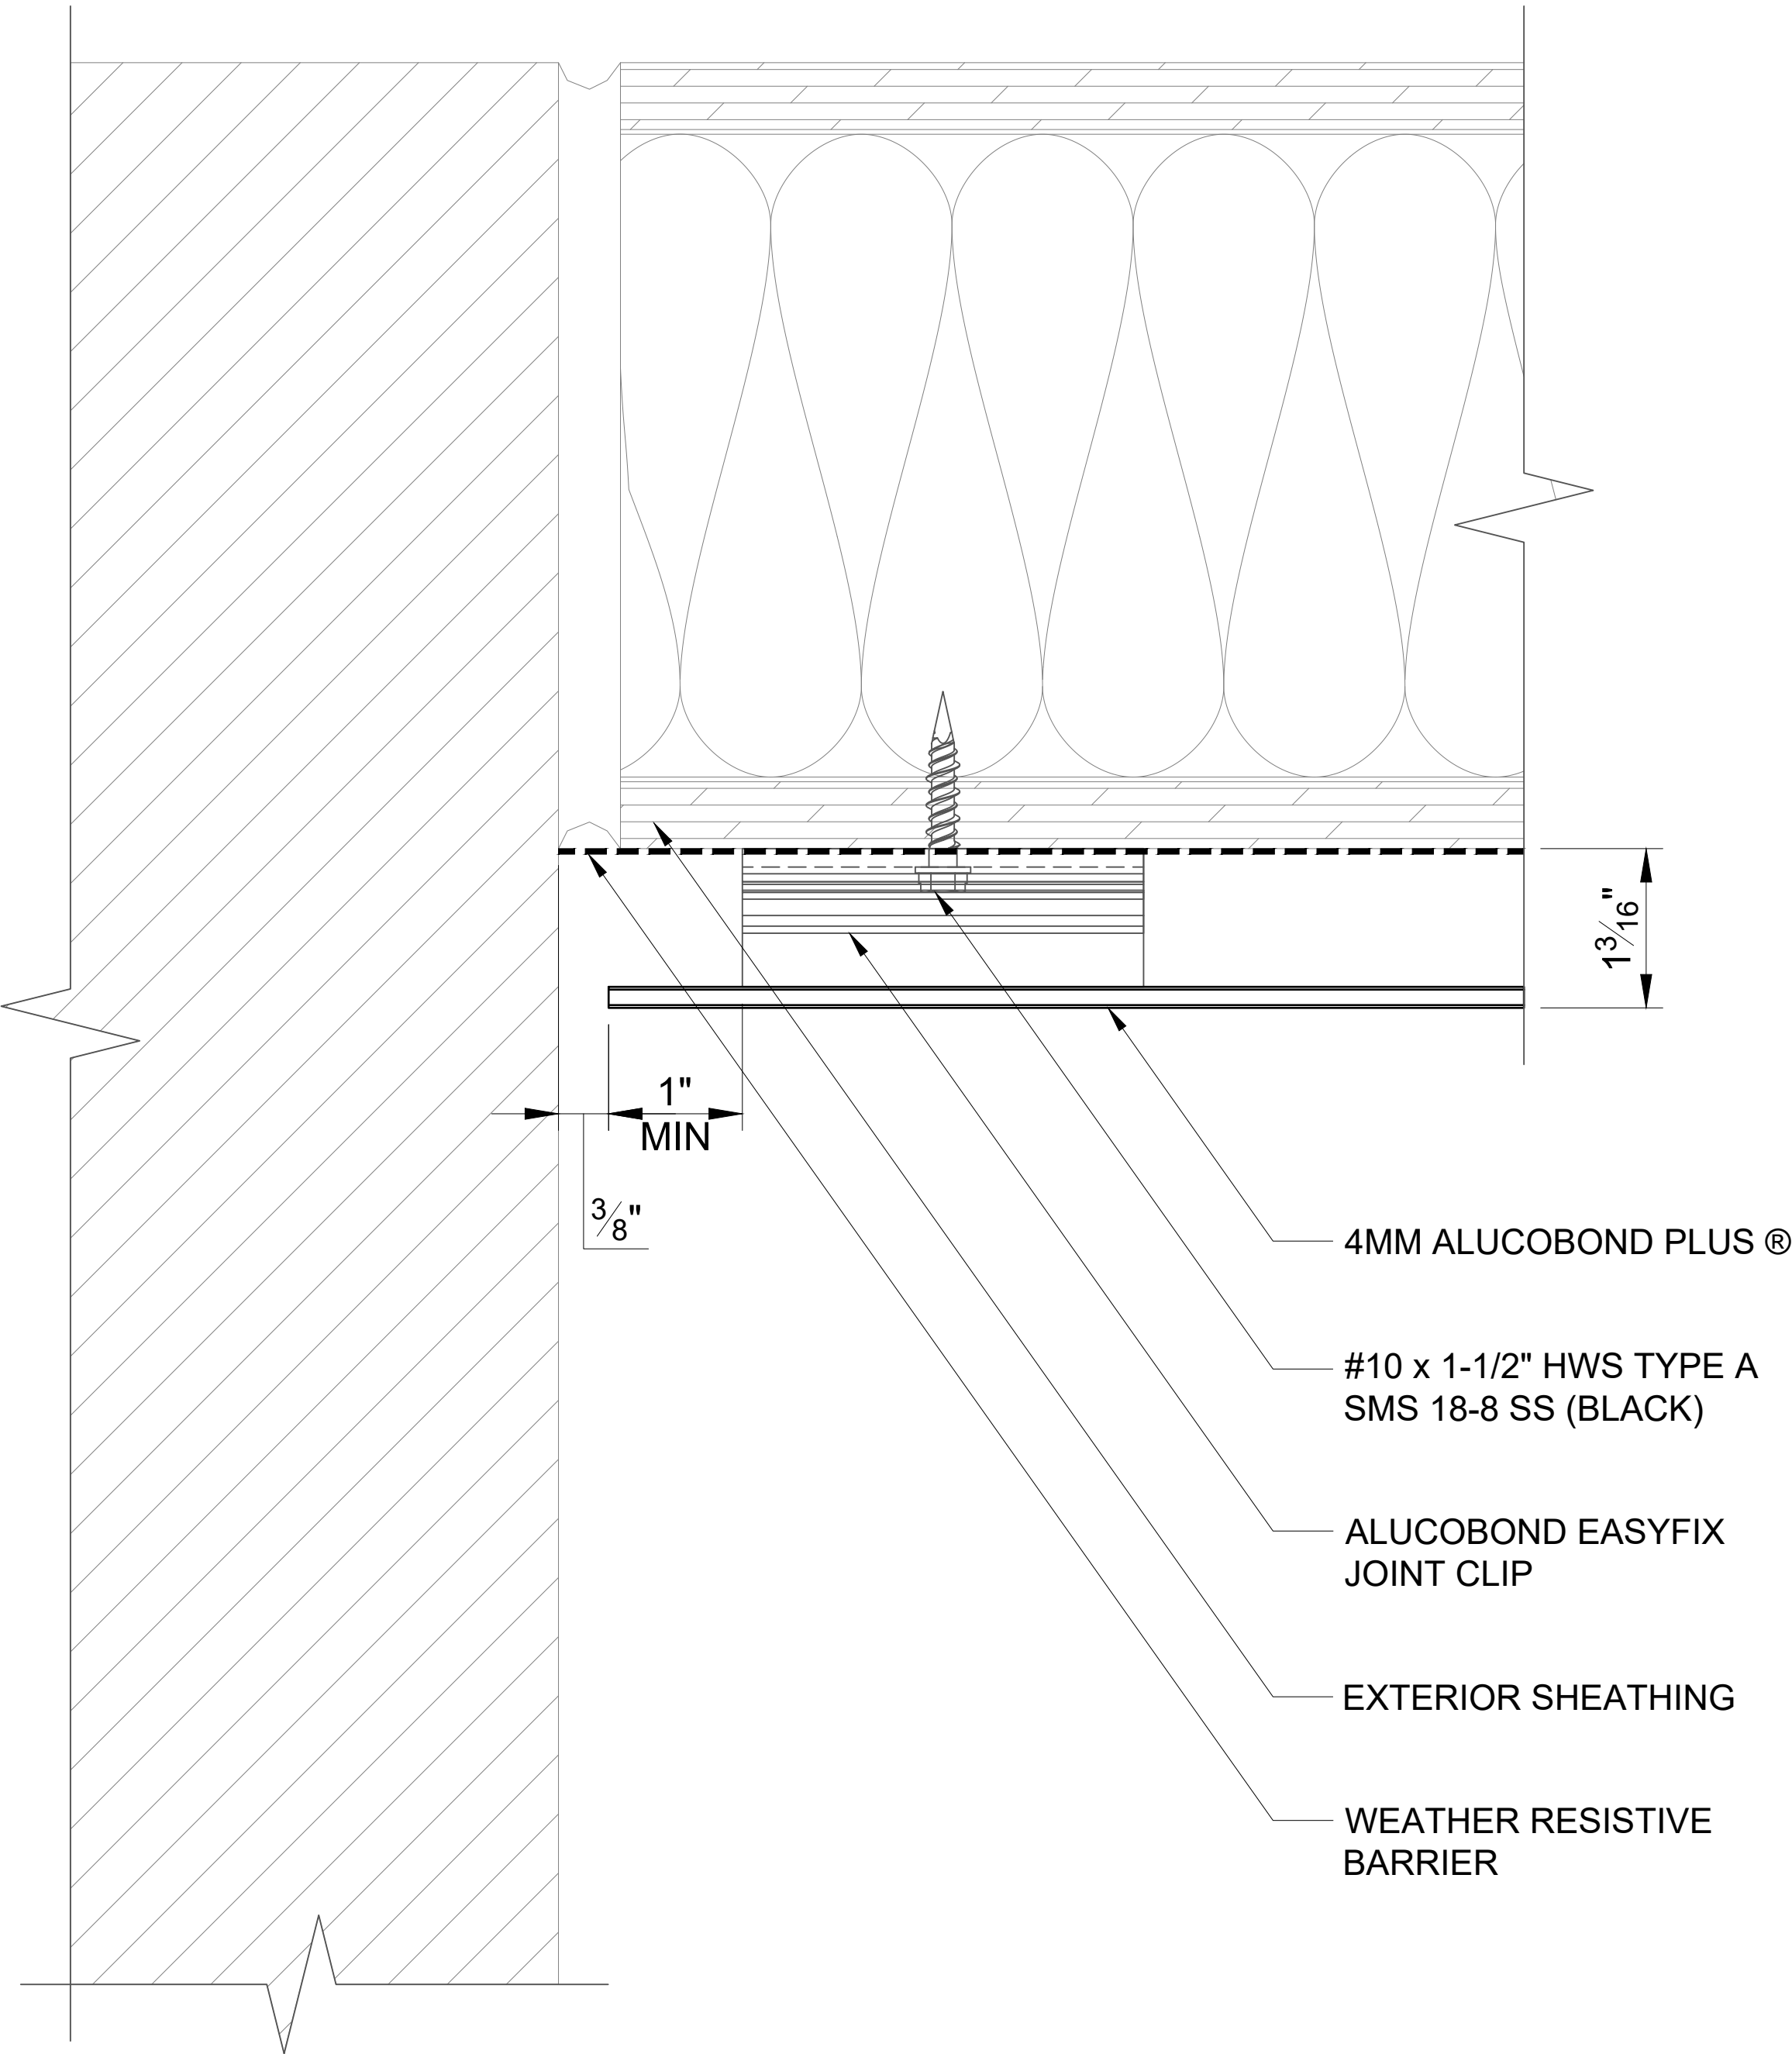 1 3/16"
1"
MIN
3/8"
4MM ALUCOBOND PLUS ®
#10 x 1-1/2" HWS TYPE A
SMS 18-8 SS (BLACK)
ALUCOBOND EASYFIX
JOINT CLIP
EXTERIOR SHEATHING
WEATHER RESISTIVE
BARRIER